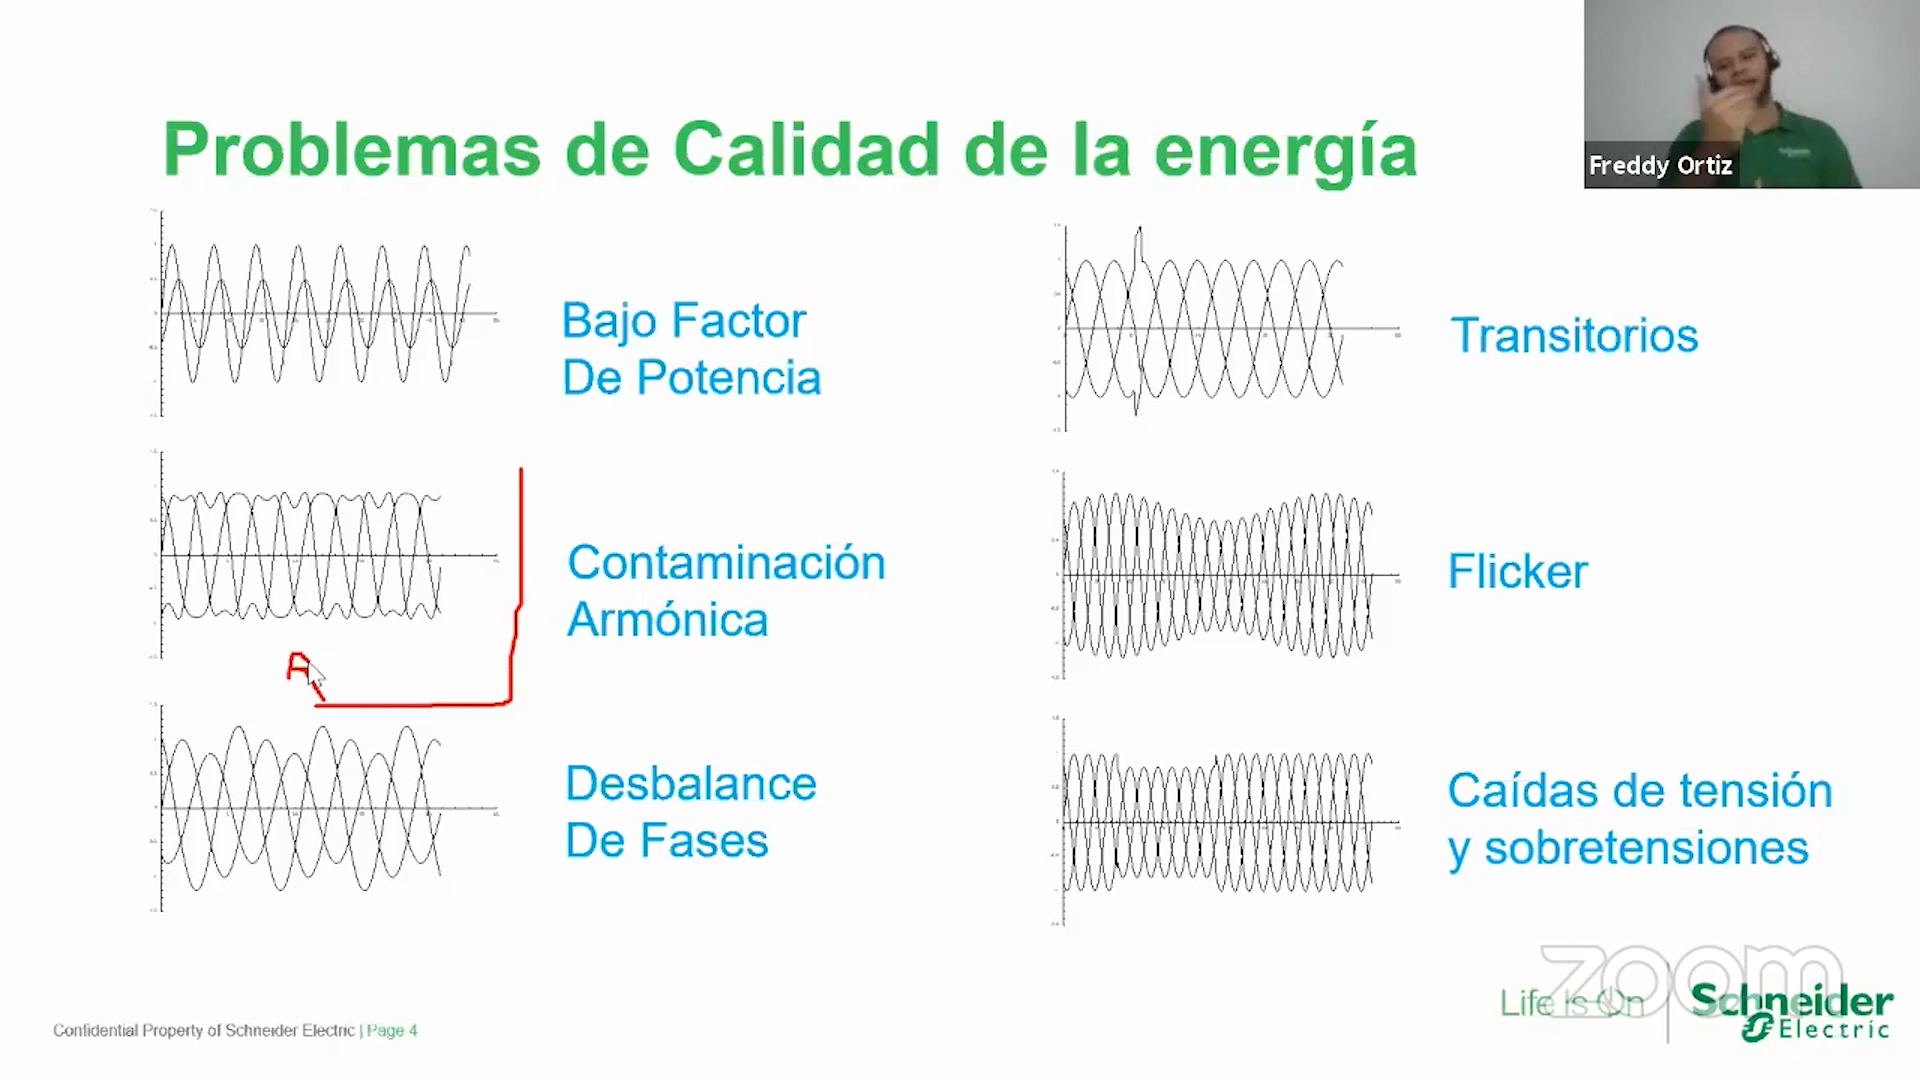 Problemas de Calidad de la energía
Freddy Ortiz
Bajo Factor
De Potencia
Transitorios
Contaminación
Armónica
Flicker
Desbalance
De Fases
Caídas de tensión
y sobretensiones
zoom
Life Is On
Schneider
Electric
Confidential Property of Schneider Electric | Page 4